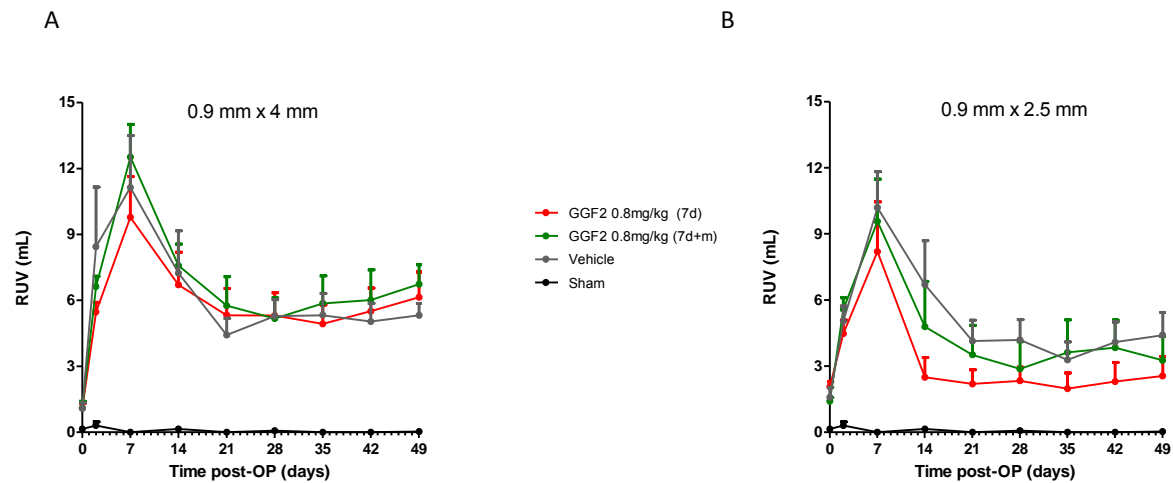 A
B
0.9 mm x 4 mm
15
12
9
6
3
0
RUV (mL)
0 7 14 21 28 35 42 49
Time post-OP (days)
GGF2 0.8mg/kg (7d)
GGF2 0.8mg/kg (7d+m)
Vehicle
Sham
0.9 mm x 2.5 mm
15
12
9
6
3
0
RUV (mL)
0 7 14 21 28 35 42 49
Time post-OP (days)